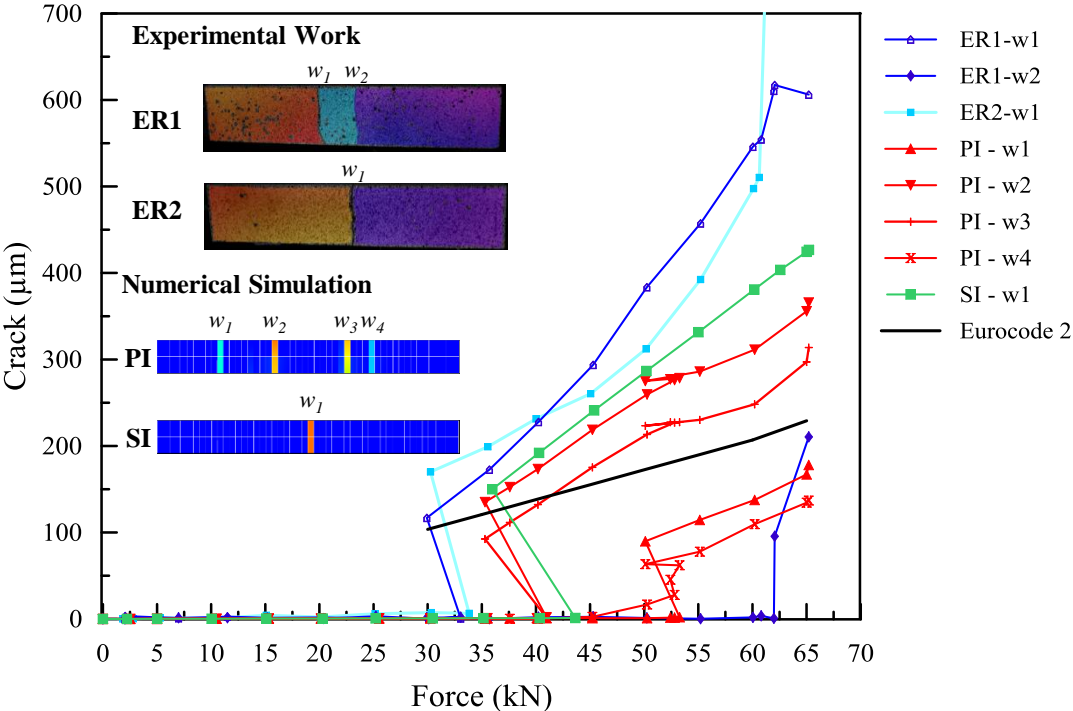 700
600
500
400
300
200
100
0
Crack (μm)
0 5 10 15 20 25 30 35 40 45 50 55 60 65 70
Force (kN)
Experimental Work
w1 w2
ER1
w1
ER2
Numerical Simulation
w1 w2 w3 w4
PI
w1
SI
ER1-w1
ER1-w2
ER2-w1
PI - w1
PI - w2
PI - w3
PI - w4
SI - w1
Eurocode 2